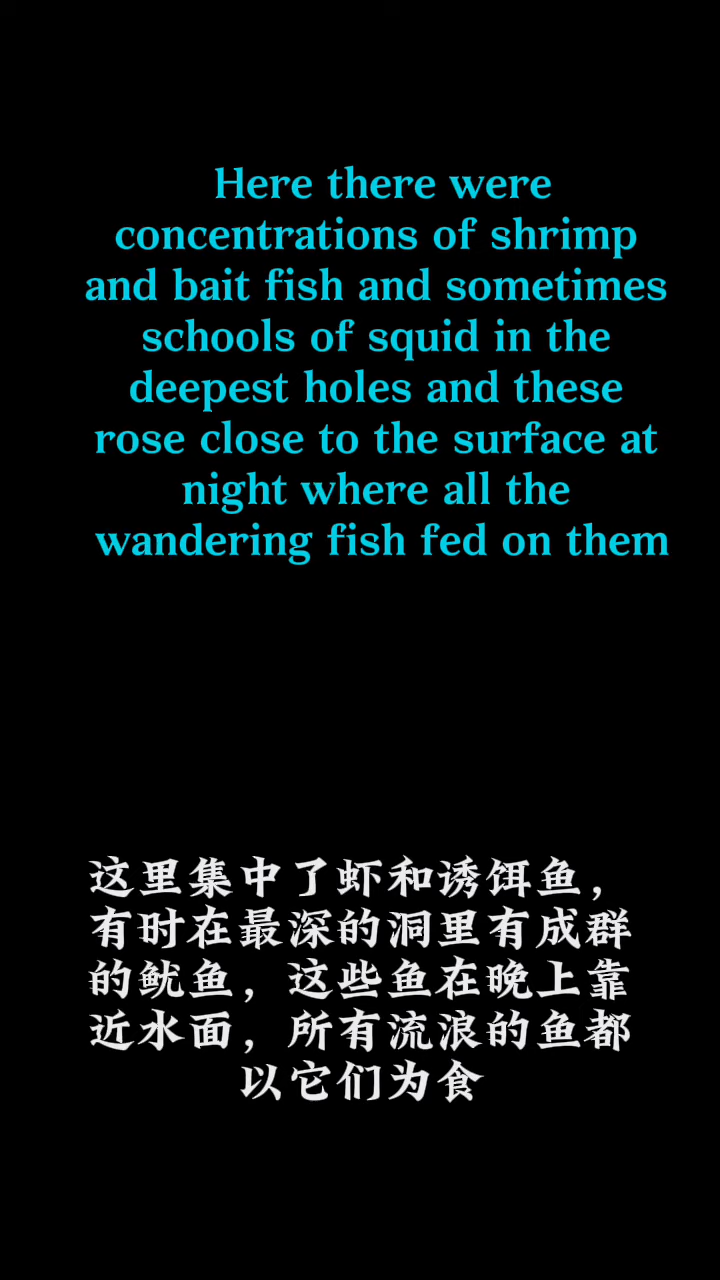 Here there were
concentrations of shrimp
and bait fish and sometimes
schools of squid in the
deepest holes and these
rose close to the surface at
night where all the
wandering fish fed on them
这里集中了虾和诱饵鱼，
有时在最深的洞里有成群
的鱿鱼，这些鱼在晚上靠
近水面，所有流浪的鱼都
以它们为食